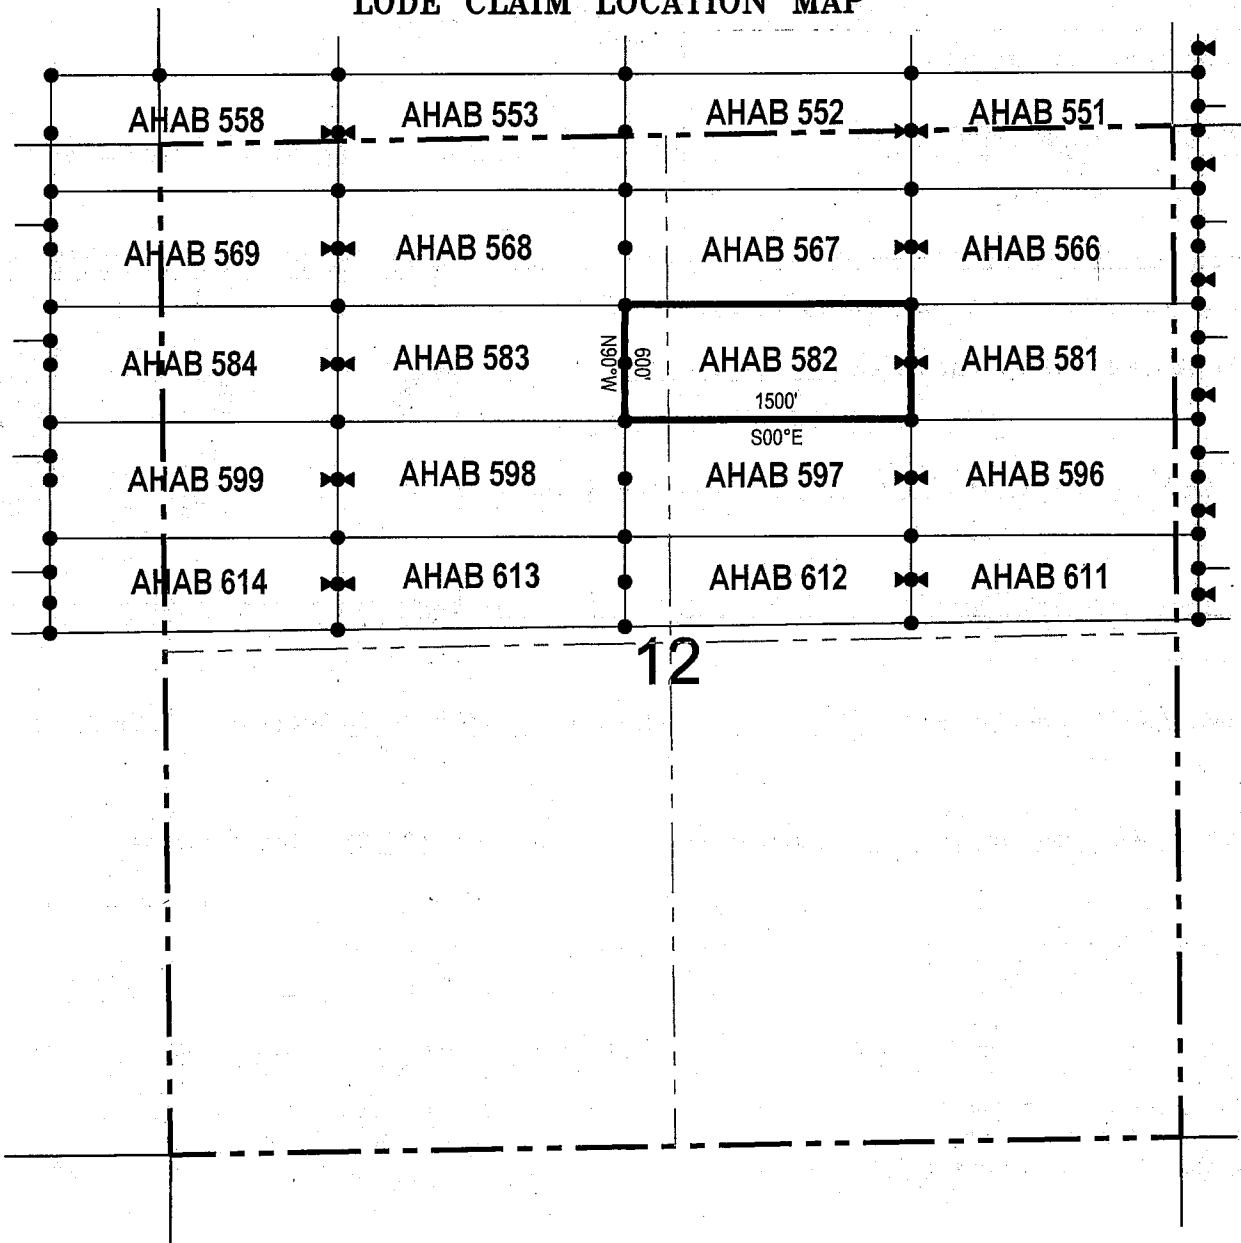 LODE CLAIM LOCATION MAP
AHAB 558
AHAB 553
AHAB 552
AHAB 551
AHAB 569
AHAB 568
AHAB 567
AHAB 566
AHAB 584
AHAB 583
N90°W
600'
AHAB 582
1500'
S00°E
AHAB 581
AHAB 599
AHAB 598
AHAB 597
AHAB 596
AHAB 614
AHAB 613
AHAB 612
AHAB 611
12